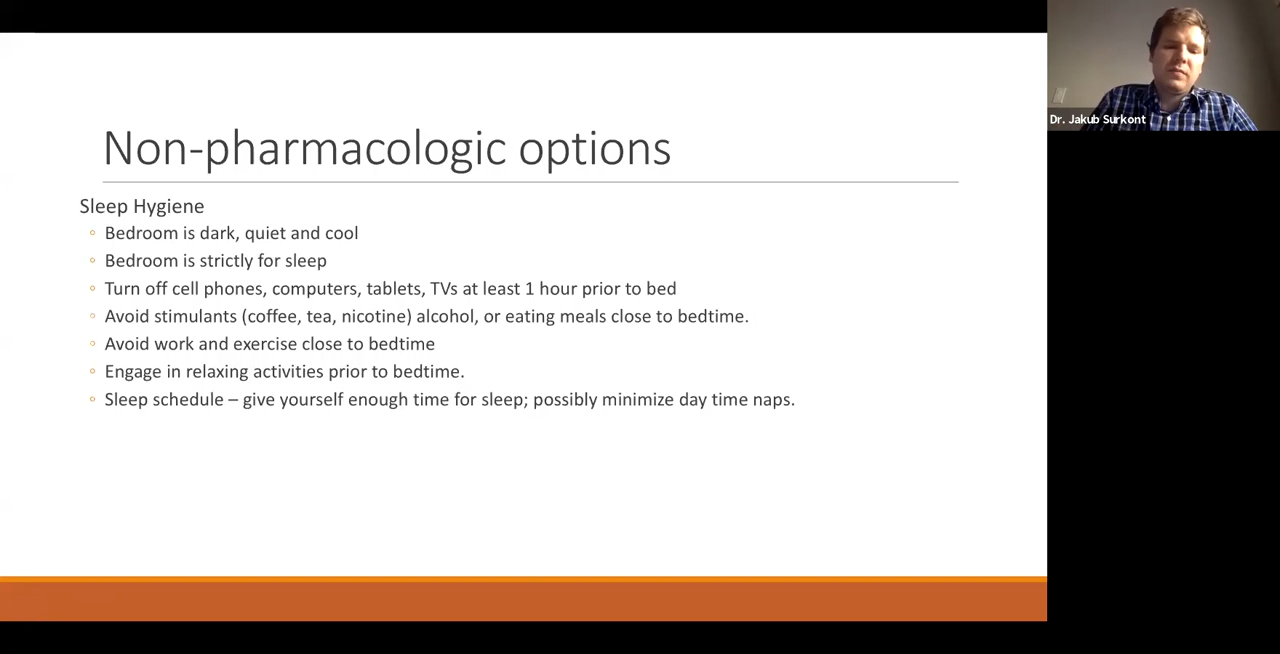 Non-pharmacologic options
Sleep Hygiene
◦ Bedroom is dark, quiet and cool
◦ Bedroom is strictly for sleep
◦ Turn off cell phones, computers, tablets, TVs at least 1 hour prior to bed
◦ Avoid stimulants (coffee, tea, nicotine) alcohol, or eating meals close to bedtime.
◦ Avoid work and exercise close to bedtime
◦ Engage in relaxing activities prior to bedtime.
◦ Sleep schedule – give yourself enough time for sleep; possibly minimize day time naps.
Dr. Jakub Surkont